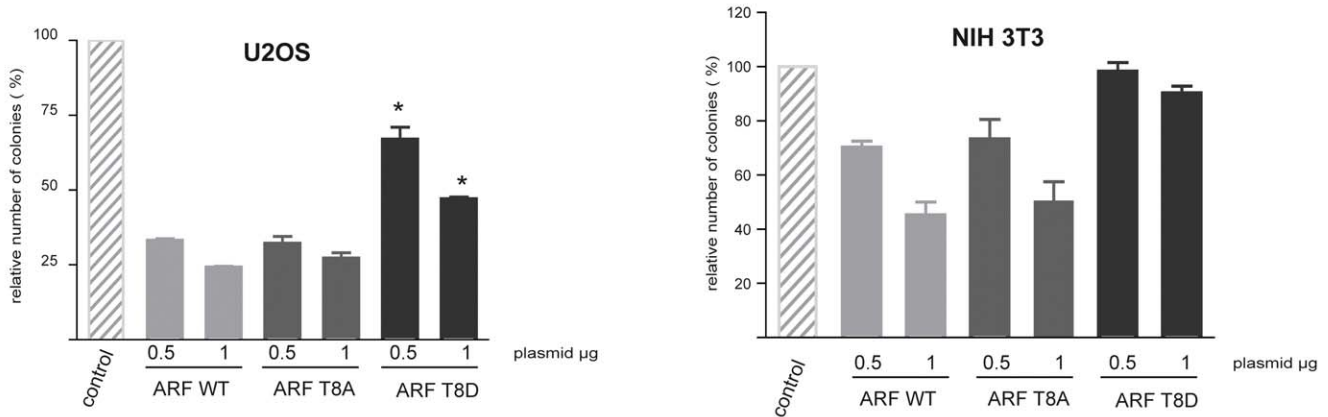 U2OS
relative number of colonies ( %)
100
75
50
25
*
*
control
0.5 1 0.5 1 0.5 1 plasmid µg
ARF WT ARF T8A ARF T8D
NIH 3T3
relative number of colonies ( %)
120
100
80
60
40
20
control
0.5 1 0.5 1 0.5 1 plasmid µg
ARF WT ARF T8A ARF T8D